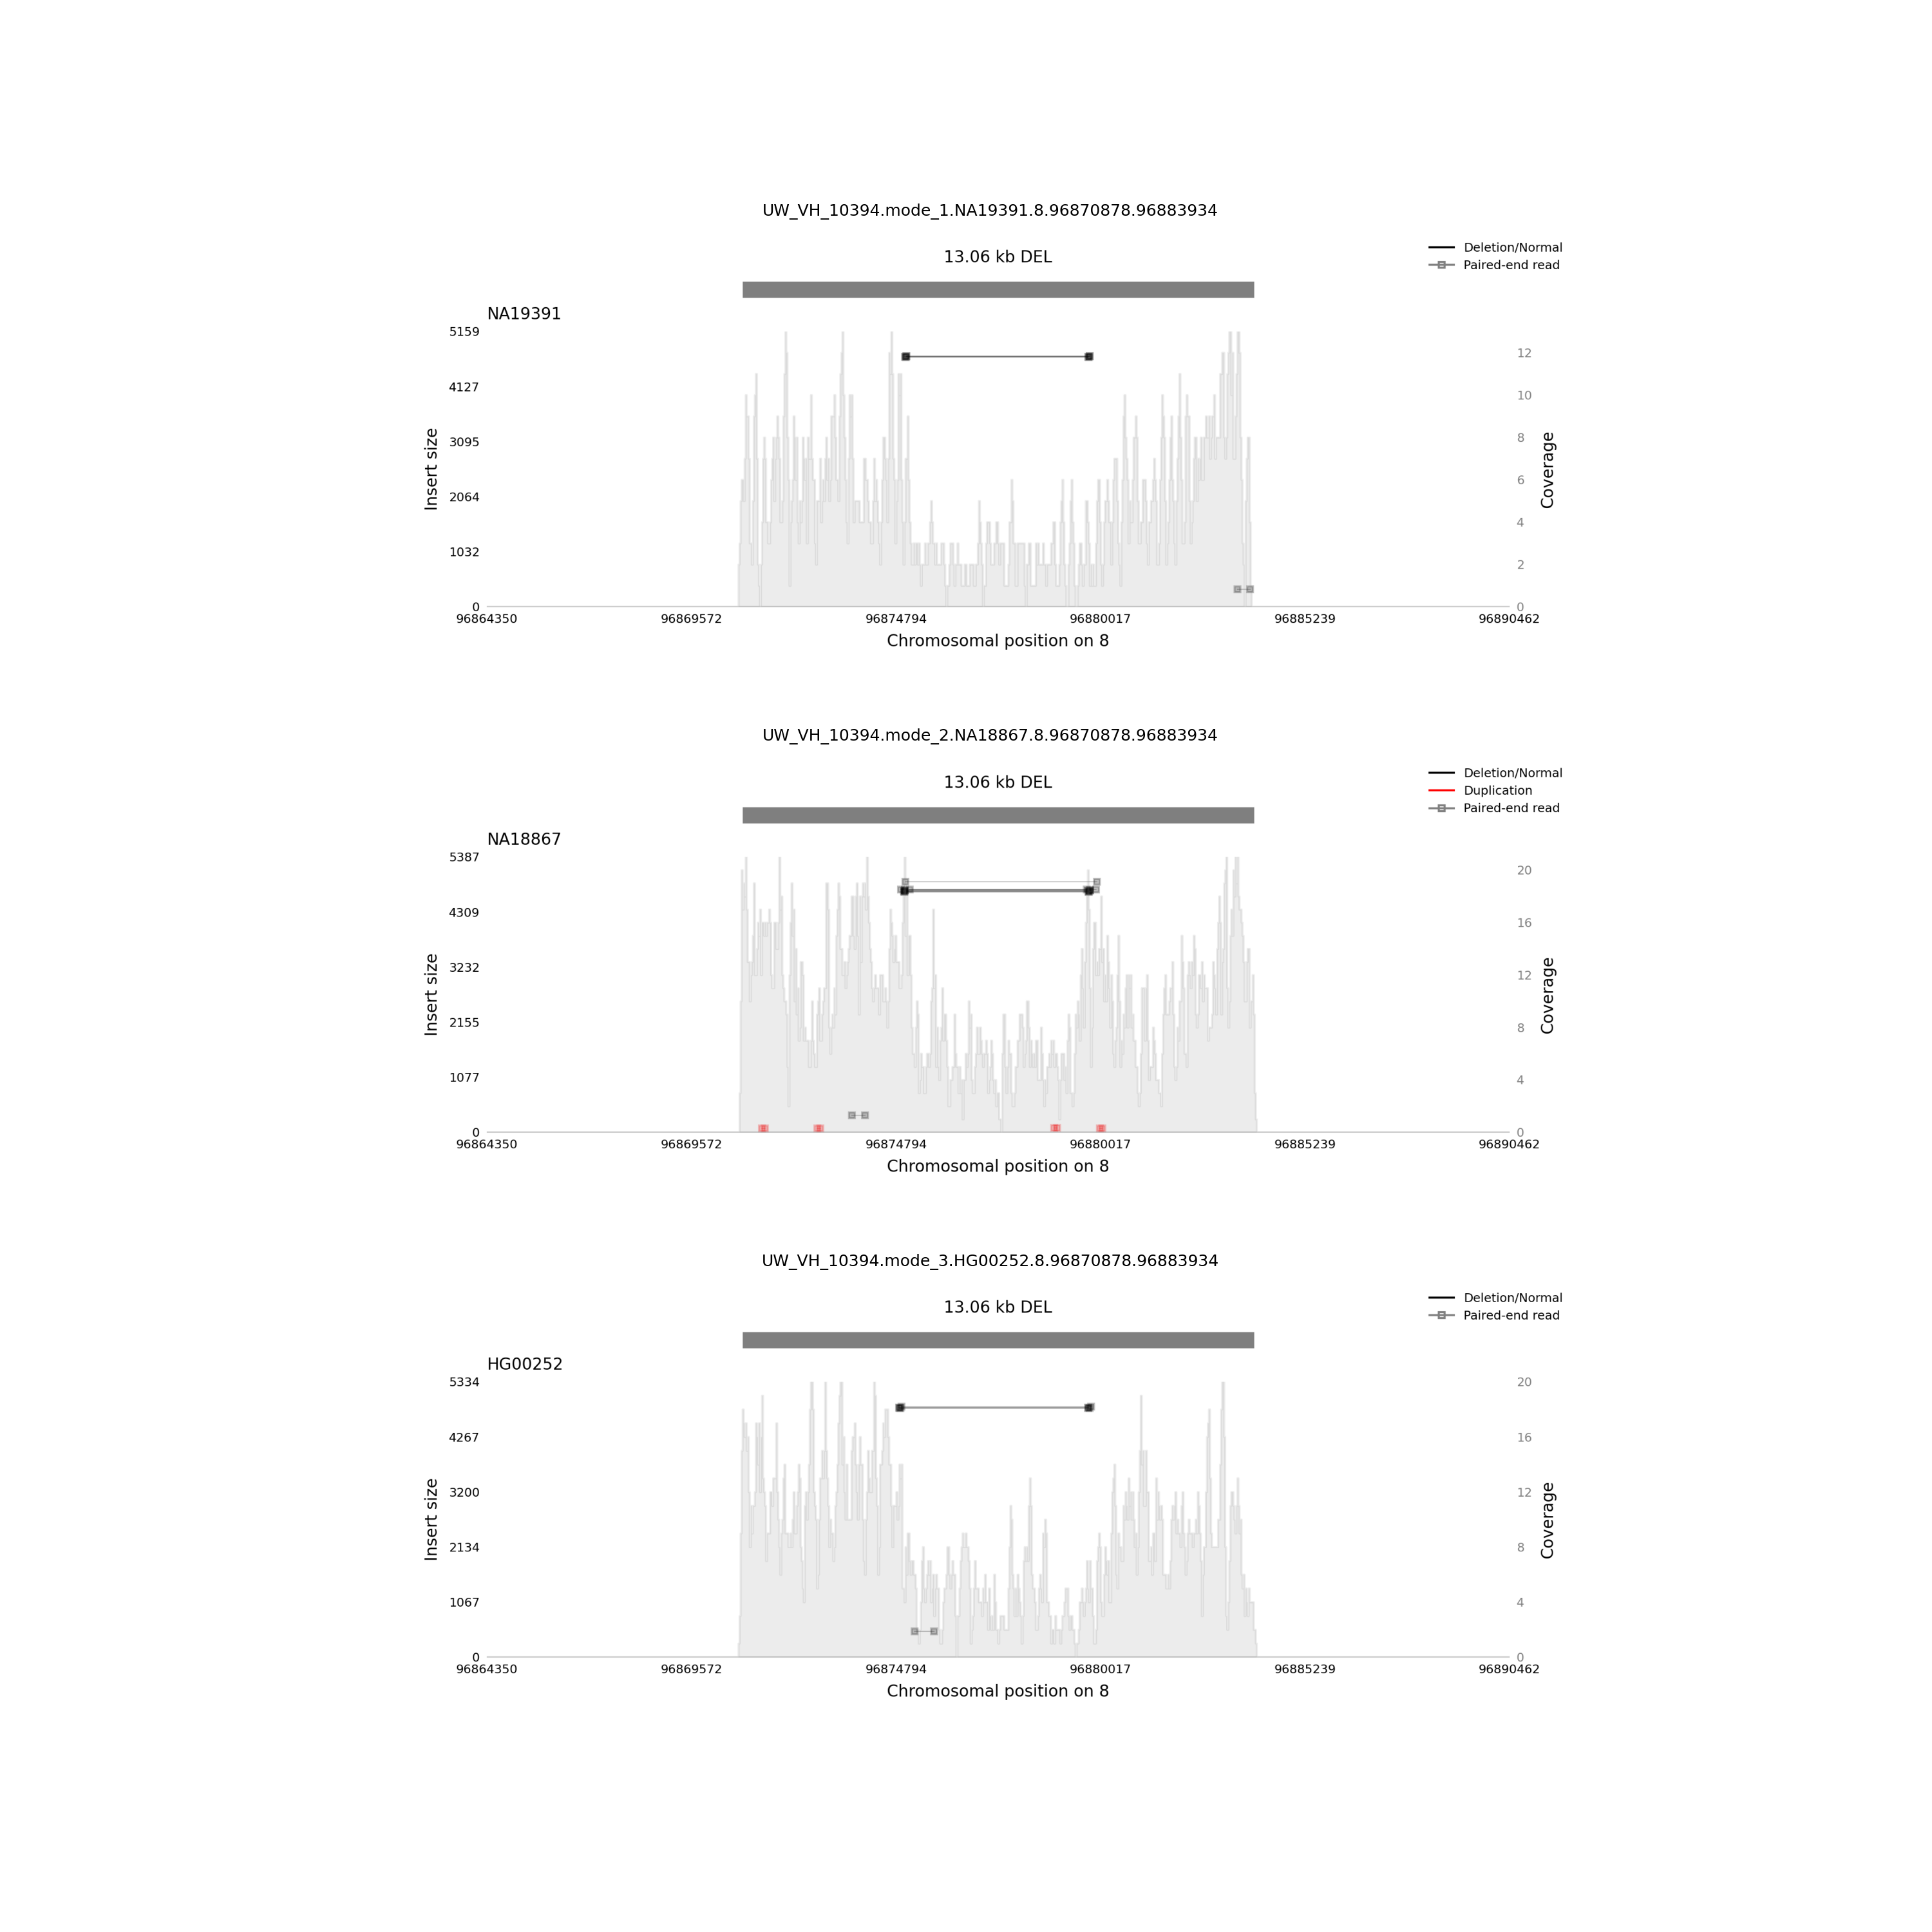 UW_VH_10394.mode_1.NA19391.8.96870878.96883934
13.06 kb DEL
Deletion/Normal
Paired-end read
NA19391
5159
4127
3095
2064
1032
0
Insert size
12
10
8
6
4
2
0
Coverage
96864350 96869572 96874794 96880017 96885239 96890462
Chromosomal position on 8
UW_VH_10394.mode_2.NA18867.8.96870878.96883934
13.06 kb DEL
Deletion/Normal
Duplication
Paired-end read
NA18867
5387
4309
3232
2155
1077
0
Insert size
20
16
12
8
4
0
Coverage
96864350 96869572 96874794 96880017 96885239 96890462
Chromosomal position on 8
UW_VH_10394.mode_3.HG00252.8.96870878.96883934
13.06 kb DEL
Deletion/Normal
Paired-end read
HG00252
5334
4267
3200
2134
1067
0
Insert size
20
16
12
8
4
0
Coverage
96864350 96869572 96874794 96880017 96885239 96890462
Chromosomal position on 8